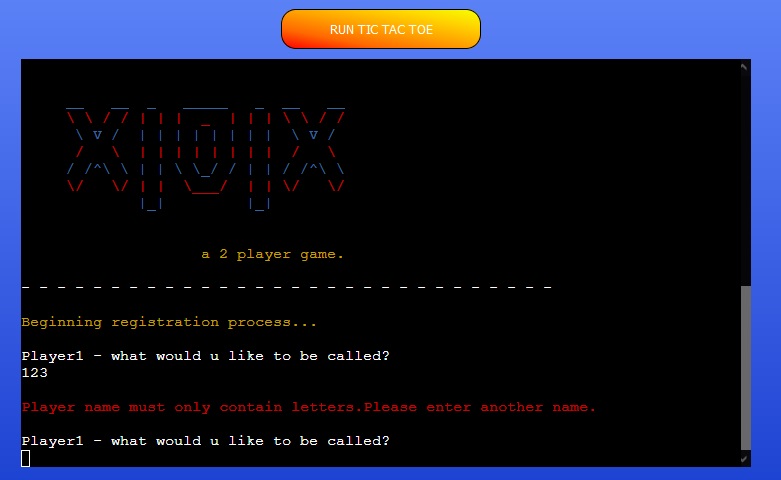 RUN TIC TAC TOE
X|O|X
a 2 player game.
_ _ _ _ _ _ _ _ _ _ _ _ _ _ _ _ _ _ _ _ _ _ _ _ _ _ _ _ _ _
Beginning registration process...
Player1 - what would u like to be called?
123
Player name must only contain letters.Please enter another name.
Player1 - what would u like to be called?